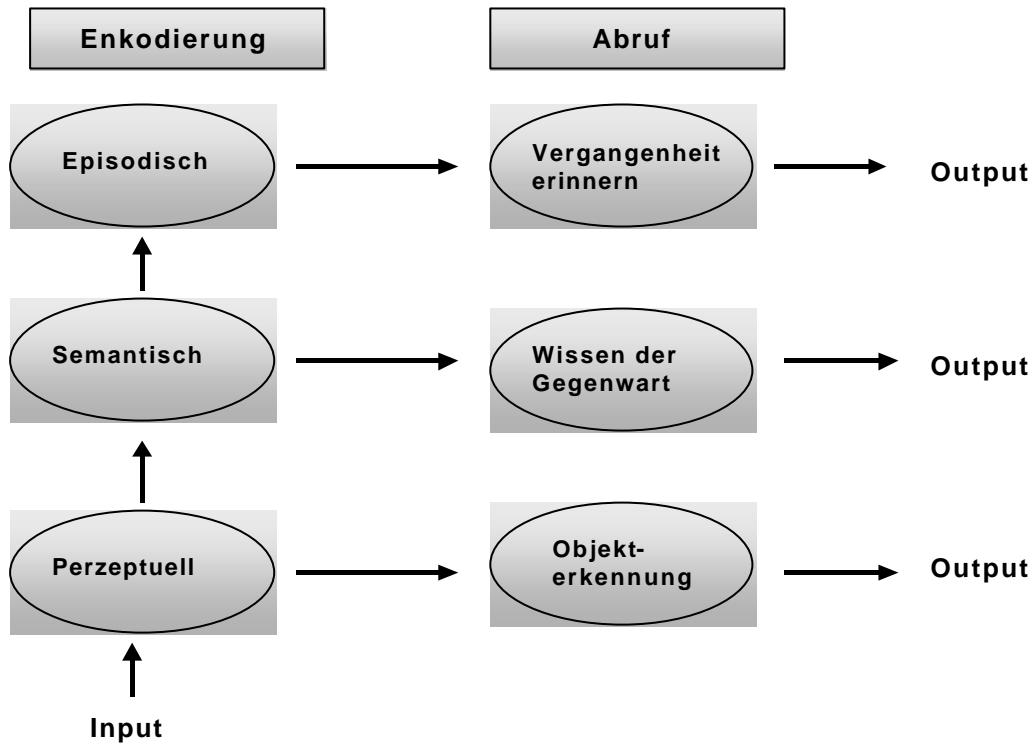 Enkodierung
Abruf
Episodisch
Vergangenheit
erinnern
Output
Semantisch
Wissen der
Gegenwart
Output
Perzeptuell
Objekt-
erkennung
Output
Input